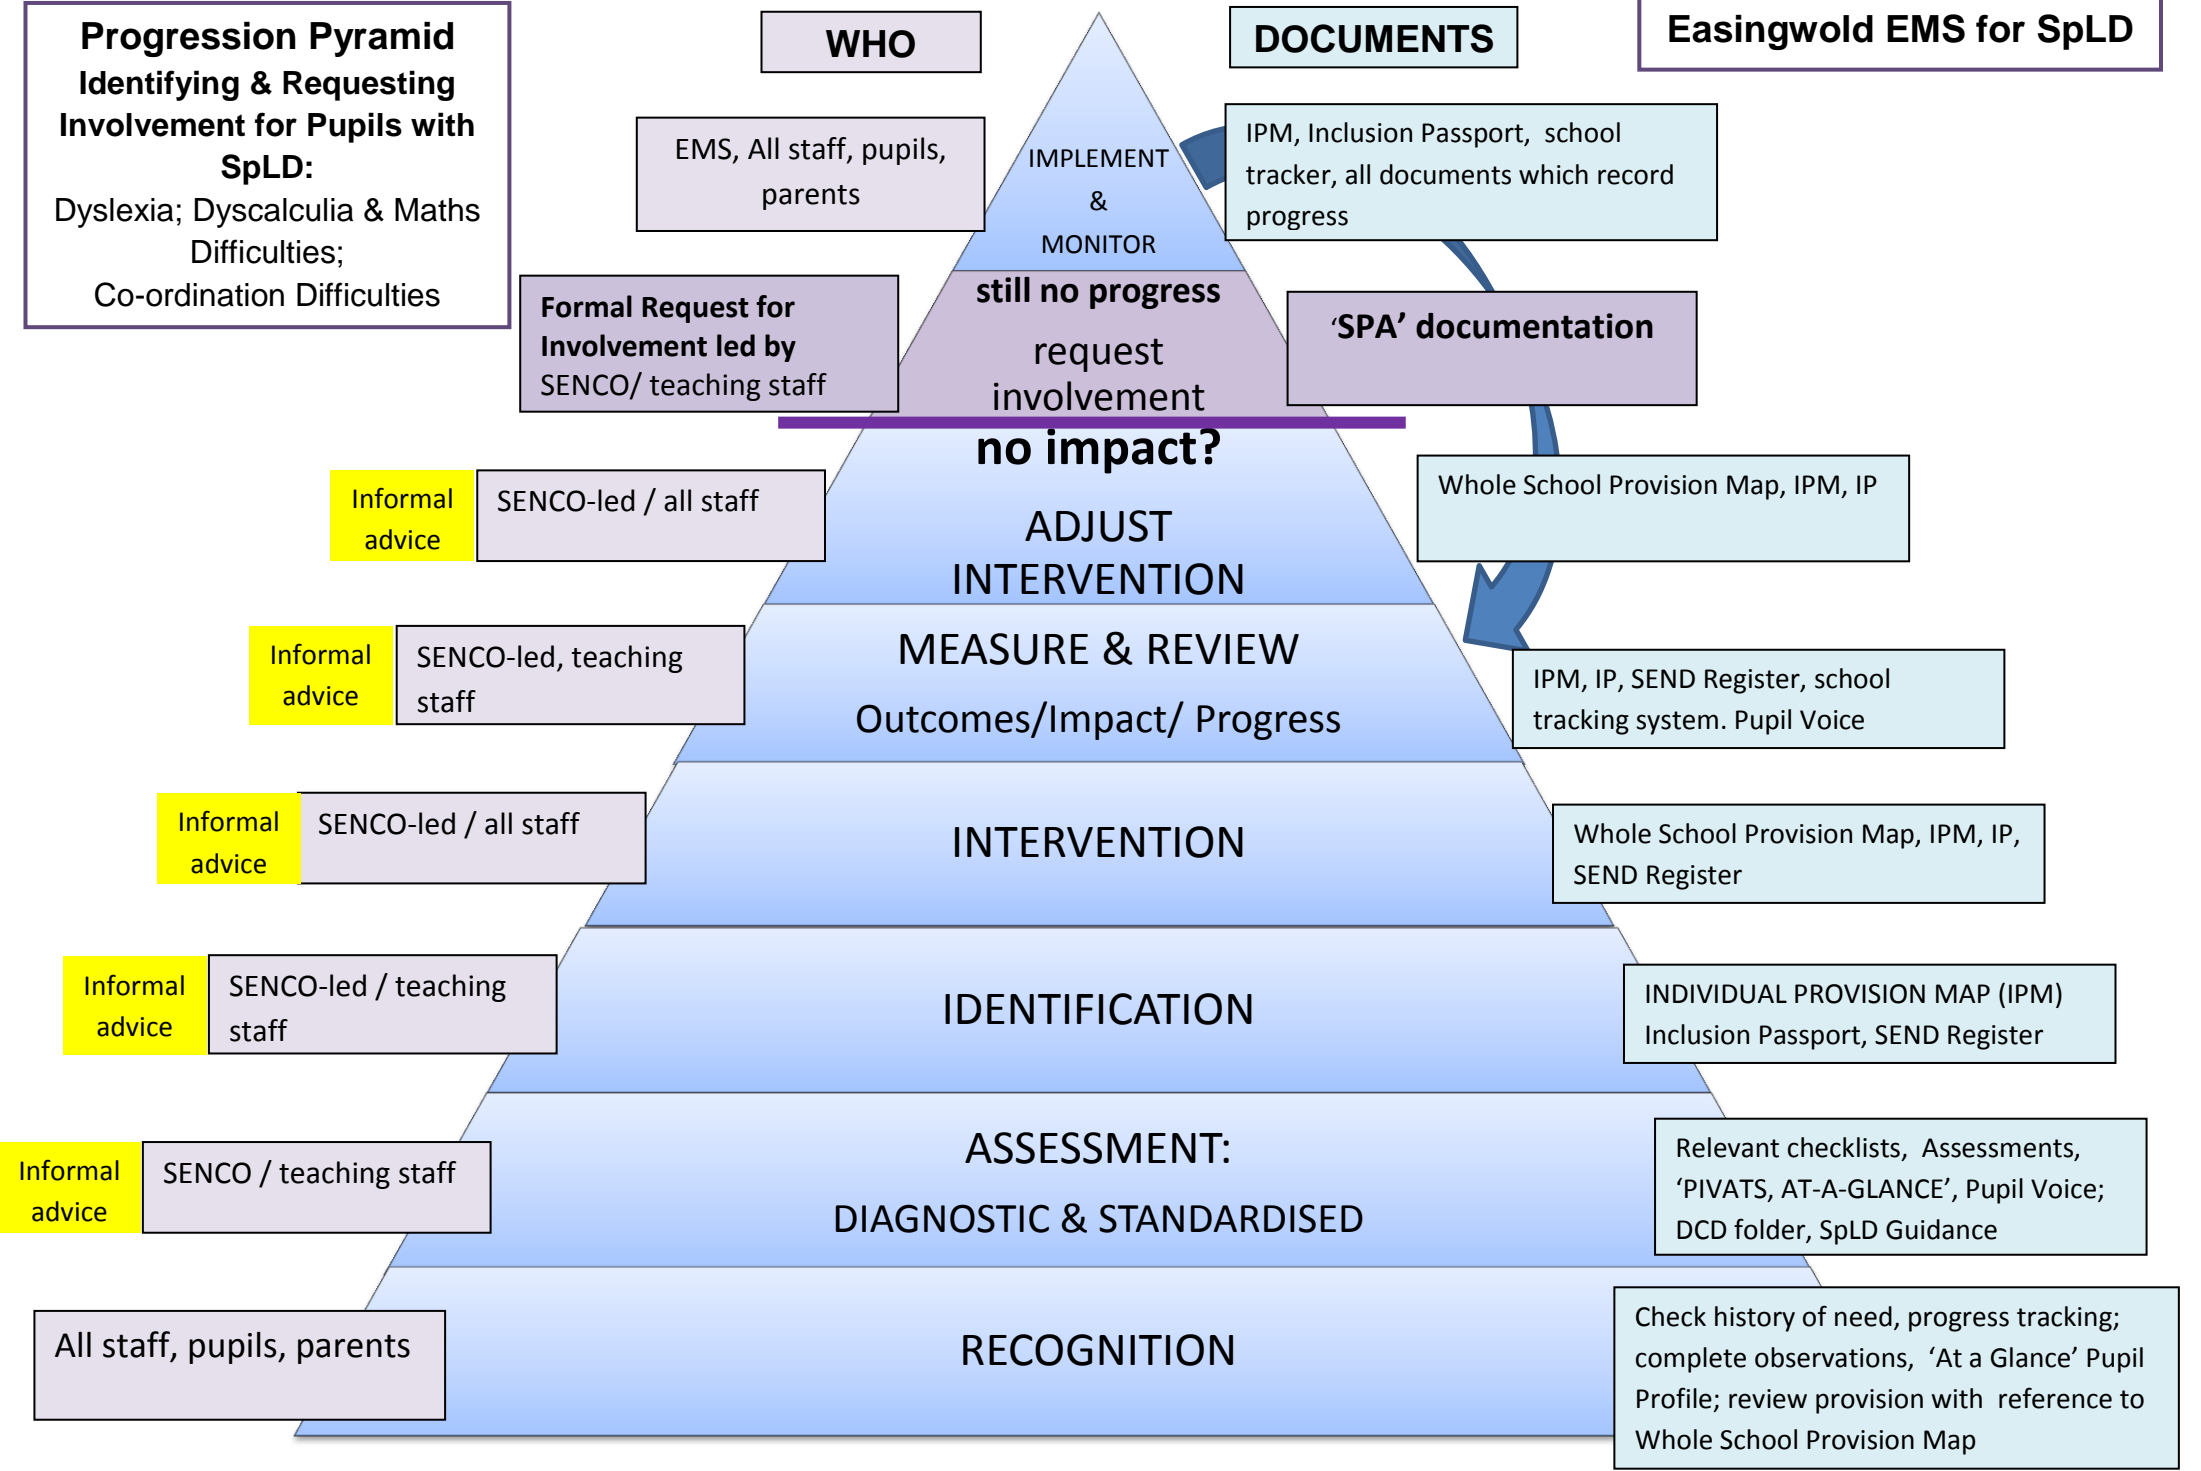 Progression Pyramid
Identifying & Requesting
Involvement for Pupils with
SpLD:
Dyslexia; Dyscalculia & Maths
Difficulties;
Co-ordination Difficulties
WHO
DOCUMENTS
Easingwold EMS for SpLD
EMS, All staff, pupils,
parents
IMPLEMENT
&
MONITOR
IPM, Inclusion Passport, school
tracker, all documents which record
progress
Formal Request for
Involvement led by
SENCO/ teaching staff
still no progress
request
involvement
‘SPA’ documentation
no impact?
ADJUST
INTERVENTION
Informal
advice
SENCO-led / all staff
Whole School Provision Map, IPM, IP
Informal
advice
SENCO-led, teaching
staff
MEASURE & REVIEW
Outcomes/Impact/ Progress
IPM, IP, SEND Register, school
tracking system. Pupil Voice
Informal
advice
SENCO-led / all staff
INTERVENTION
Whole School Provision Map, IPM, IP,
SEND Register
Informal
advice
SENCO-led / teaching
staff
IDENTIFICATION
INDIVIDUAL PROVISION MAP (IPM)
Inclusion Passport, SEND Register
Informal
advice
SENCO / teaching staff
ASSESSMENT:
DIAGNOSTIC & STANDARDISED
Relevant checklists, Assessments,
‘PIVATS, AT-A-GLANCE’, Pupil Voice;
DCD folder, SpLD Guidance
All staff, pupils, parents
RECOGNITION
Check history of need, progress tracking;
complete observations, ‘At a Glance’ Pupil
Profile; review provision with reference to
Whole School Provision Map